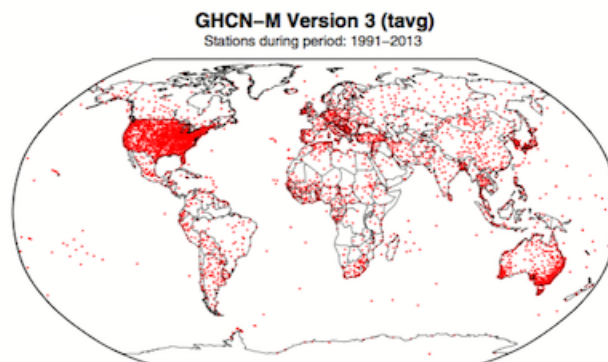 GHCN−M Version 3 (tavg)
Stations during period: 1991−2013